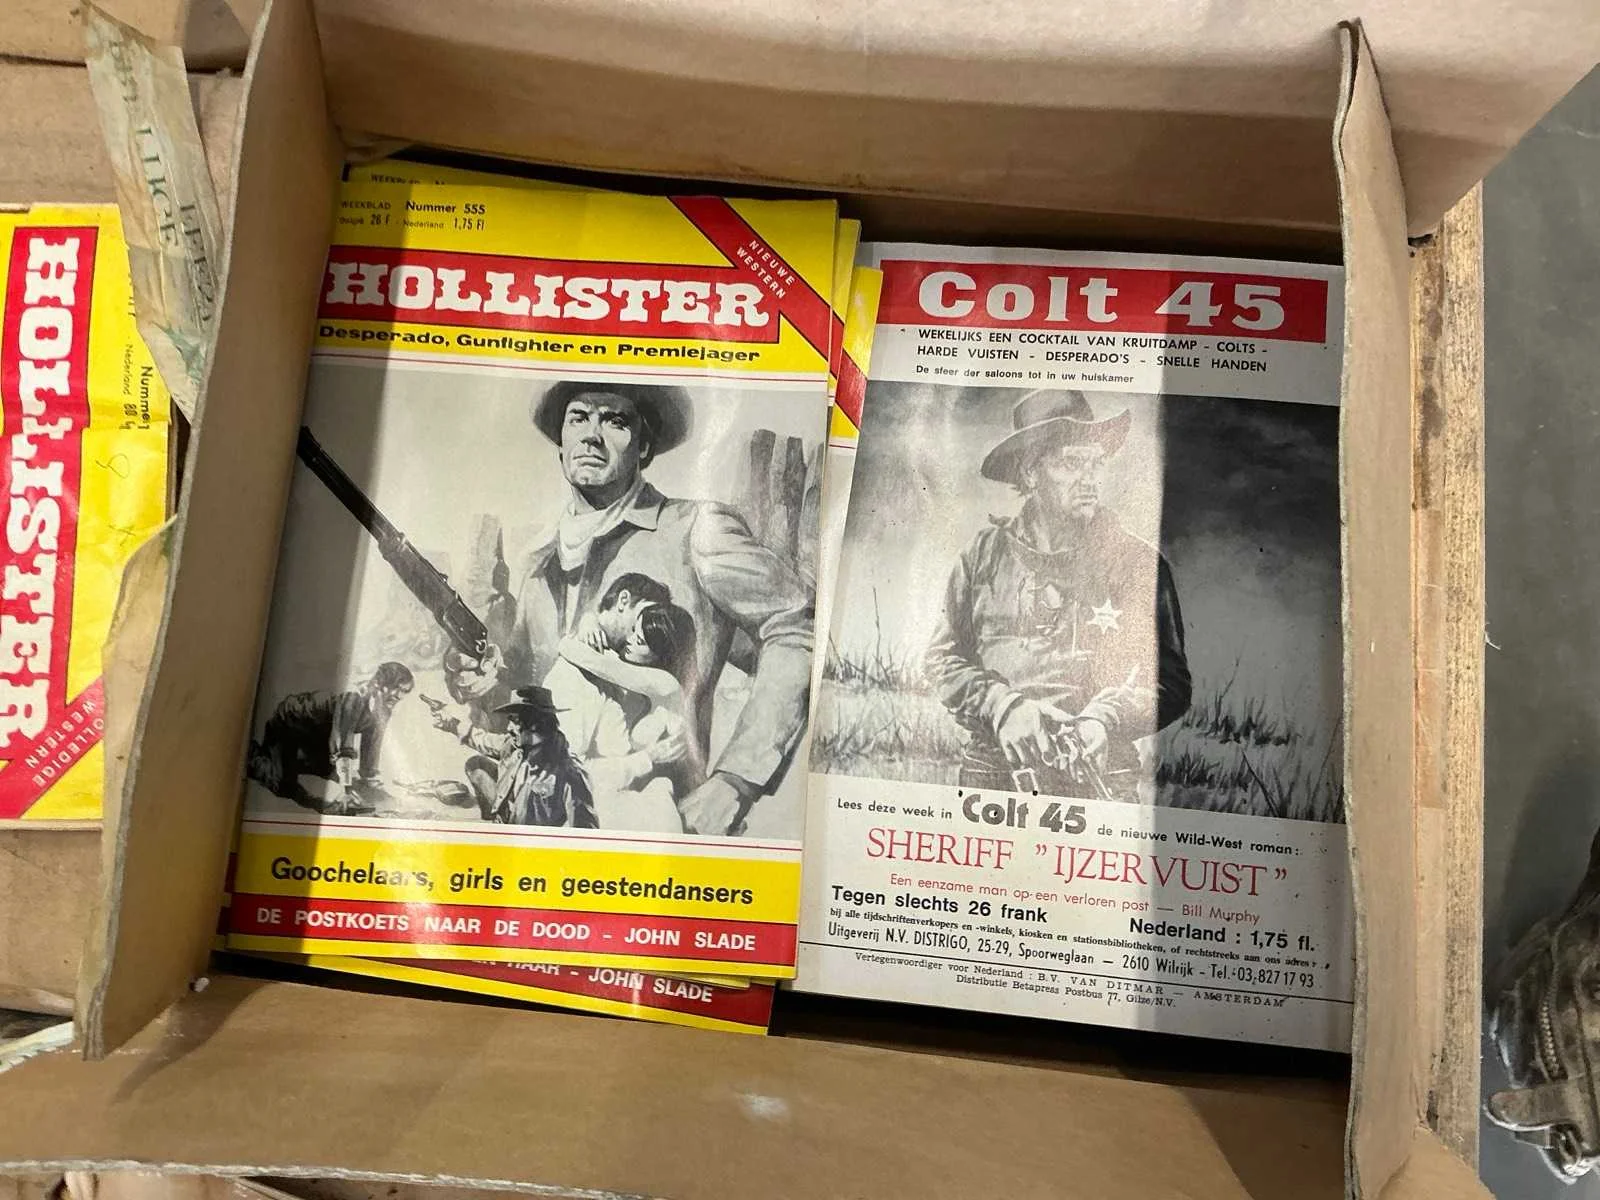 HOLLISTER
HOLLISTER
WESTERN
Nederland
WEEKBLAD
WEEKBLAD Nummer 555
26 F - Nederland 1,75 Fl
NIEUWE
WESTERN
HOLLISTER
Desperado, Gunfighter en Premiejager
Goochelaars, girls en geestendansers
DE POSTKOETS NAAR DE DOOD - JOHN SLADE
HAAR - JOHN SLADE
Colt 45
WEKELIJKS EEN COCKTAIL VAN KRUITDAMP - COLTS -
HARDE VUISTEN - DESPERADO'S - SNELLE HANDEN
De sfeer der saloons tot in uw huiskamer
Lees deze week in Colt 45 de nieuwe Wild-West roman:
SHERIFF "IJZERVUIST"
Een eenzame man op een verloren post — Bill Murphy
Tegen slechts 26 frank Nederland : 1,75 fl.
bij alle tijdschriftenverkopers en -winkels, kiosken en stationsbibliotheken, of rechtstreeks aan ons adres:
Uitgeverij N.V. DISTRIGO, 25-29, Spoorweglaan — 2610 Wilrijk - Tel. 03/827 17 93
Vertegenwoordiger voor Nederland : B.V. VAN DITMAR — AMSTERDAM
Distributie Betapress Postbus 77, Gilze/N.V.